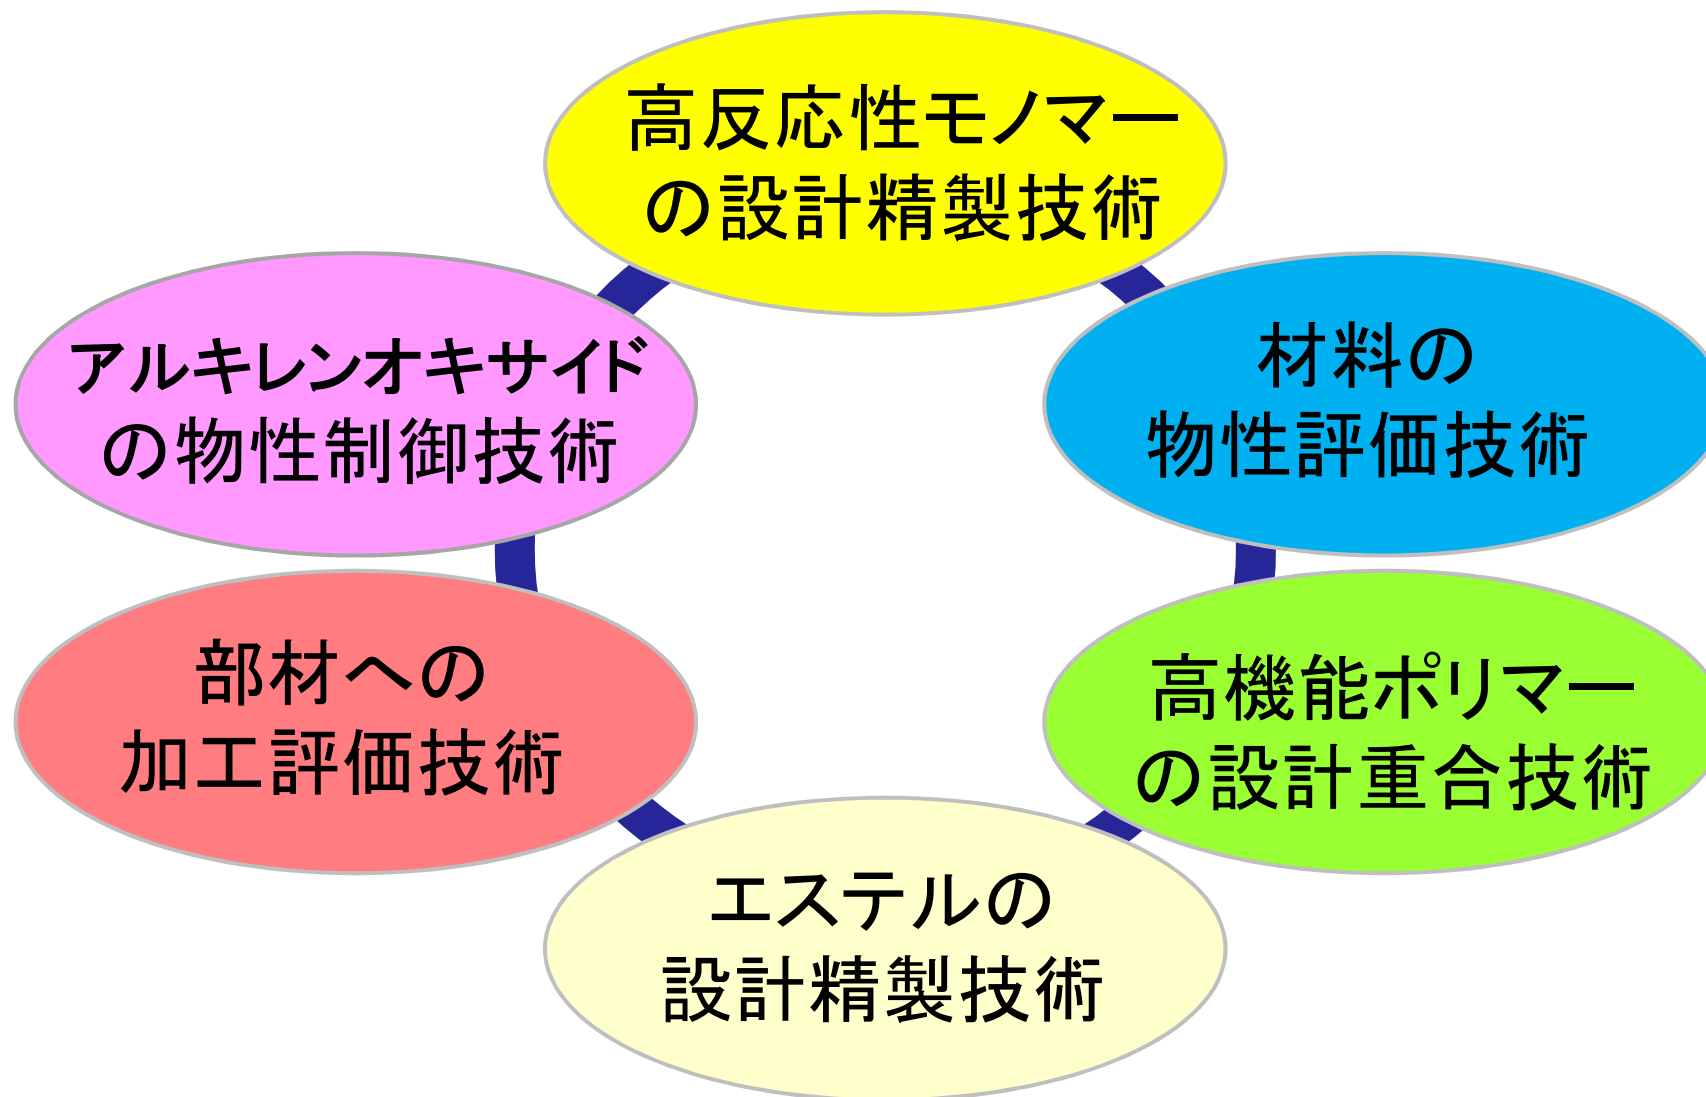 高反応性モノマー
の設計精製技術
アルキレンオキサイド
の物性制御技術
材料の
物性評価技術
部材への
加工評価技術
高機能ポリマー
の設計重合技術
エステルの
設計精製技術